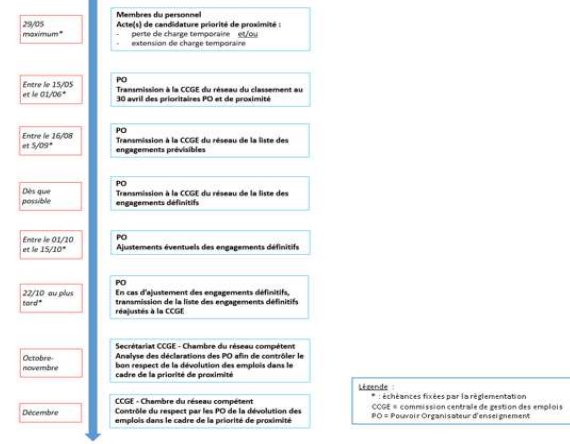 29/05
maximum*
Membres du personnel
Acte(s) de candidature priorité de proximité :
- perte de charge temporaire et/ou
- extension de charge temporaire
Entre le 15/05
et le 01/06*
PO
Transmission à la CCGE du réseau du classement au
30 avril des prioritaires PO et de proximité
Entre le 16/08
et 5/09*
PO
Transmission à la CCGE du réseau de la liste des
engagements prévisibles
Dès que
possible
PO
Transmission à la CCGE du réseau de la liste des
engagements définitifs
Entre le 01/10
et le 15/10*
PO
Ajustements éventuels des engagements définitifs
22/10 au plus
tard*
PO
En cas d'ajustement des engagements définitifs,
transmission de la liste des engagements définitifs
réajustés à la CCGE
Octobre-
novembre
Secrétariat CCGE - Chambre du réseau compétent
Analyse des déclarations des PO afin de contrôler le
bon respect de la dévolution des emplois dans le
cadre de la priorité de proximité
Décembre
CCGE - Chambre du réseau compétent
Contrôle du respect par les PO de la dévolution des
emplois dans le cadre de la priorité de proximité
Légende :
* : échéances fixées par la règlementation
CCGE = commission centrale de gestion des emplois
PO = Pouvoir Organisateur d'enseignement